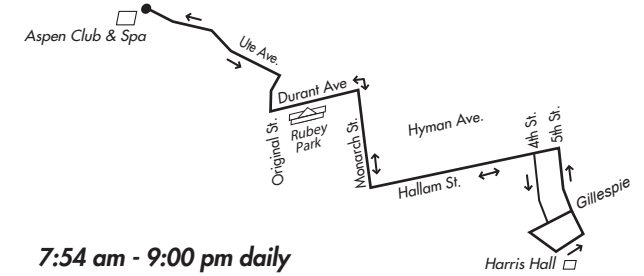 Aspen Club & Spa
Ute Ave.
Durant Ave
Original St.
Rubey
Park
Monarch St.
Hyman Ave.
Hallam St.
4th St.
5th St.
Gillespie
Harris Hall
7:54 am - 9:00 pm daily